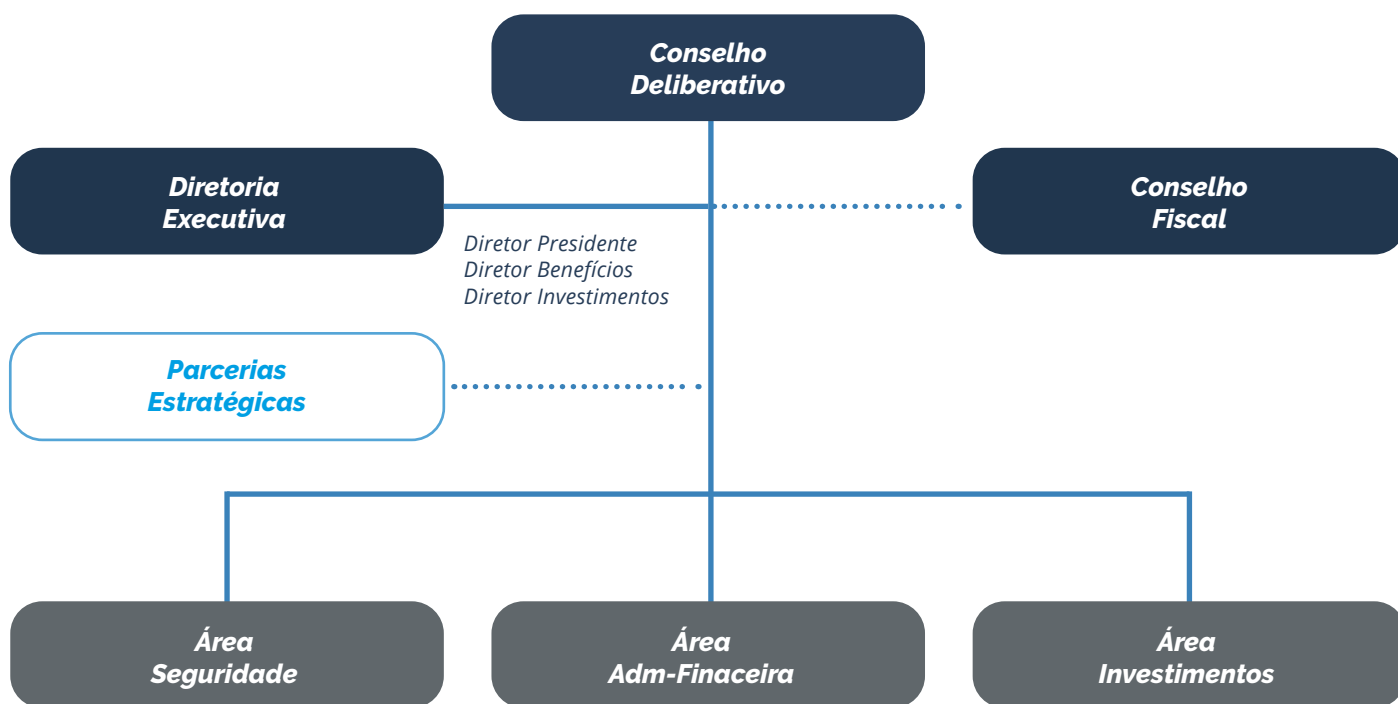 Conselho
Deliberativo
Diretoria
Executiva
Conselho
Fiscal
Diretor Presidente
Diretor Benefícios
Diretor Investimentos
Parcerias
Estratégicas
Área
Seguridade
Área
Adm-Finaceira
Área
Investimentos